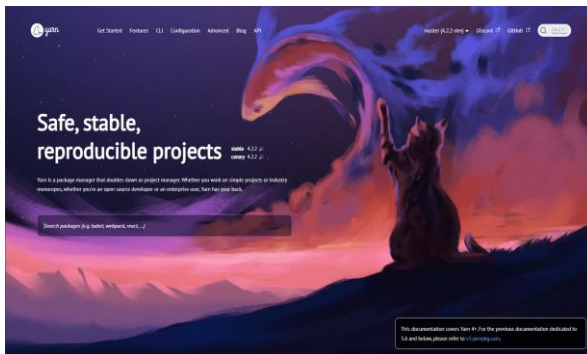 yarn
Get Started Features CLI Configuration Advanced Blog API
master (4.2.2-dev) Discord GitHub
Safe, stable,
reproducible projects
stable 4.2.2
canary 4.2.2
Yarn is a package manager that doubles down as project manager. Whether you work on simple projects or industry
monorepos, whether you're an open source developer or an enterprise user, Yarn has your back.
Search packages (e.g. babel, webpack, react, ...)
This documentation covers Yarn 4+. For the previous documentation dedicated to
3.6 and below, please refer to v3.yarnpkg.com.